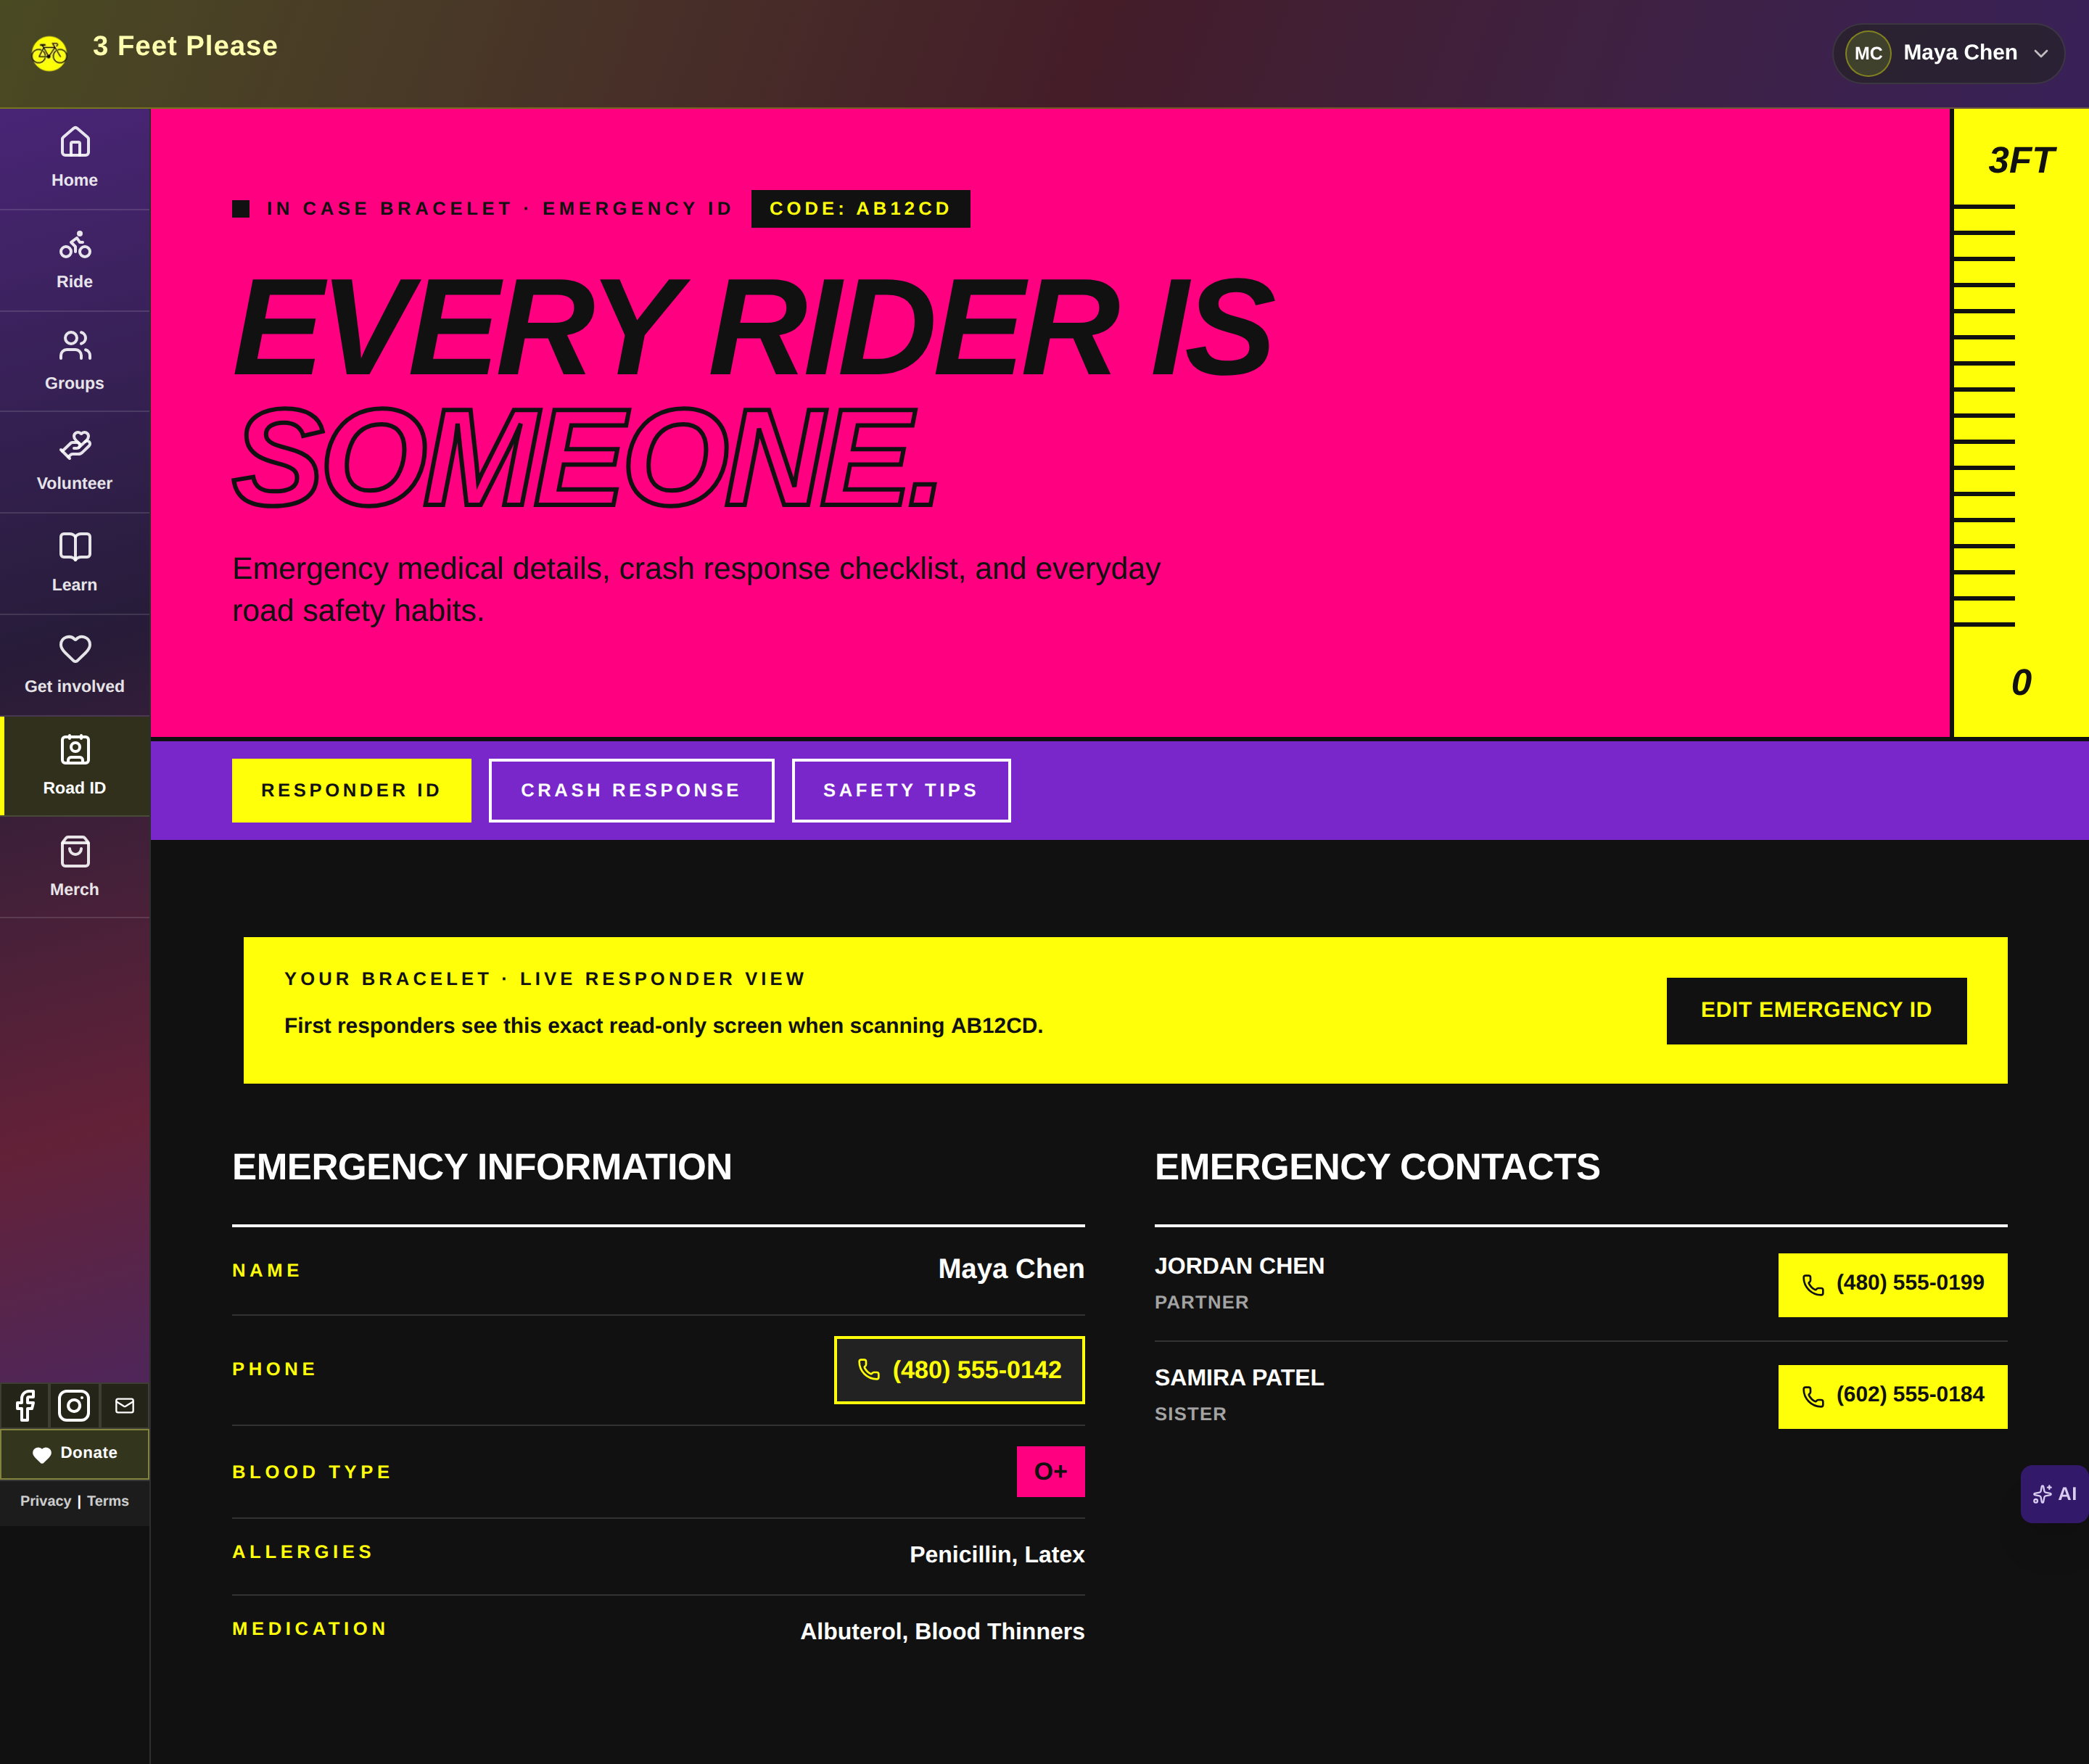 3 Feet Please
MC Maya Chen
Home
Ride
Groups
Volunteer
Learn
Get involved
Road ID
Merch
Donate
Privacy | Terms
IN CASE BRACELET · EMERGENCY ID CODE: AB12CD
EVERY RIDER IS
SOMEONE.
Emergency medical details, crash response checklist, and everyday
road safety habits.
3FT
0
RESPONDER ID CRASH RESPONSE SAFETY TIPS
YOUR BRACELET · LIVE RESPONDER VIEW
First responders see this exact read-only screen when scanning AB12CD.
EDIT EMERGENCY ID
EMERGENCY INFORMATION
NAME Maya Chen
PHONE (480) 555-0142
BLOOD TYPE O+
ALLERGIES Penicillin, Latex
MEDICATION Albuterol, Blood Thinners
EMERGENCY CONTACTS
JORDAN CHEN
PARTNER
(480) 555-0199
SAMIRA PATEL
SISTER
(602) 555-0184
AI